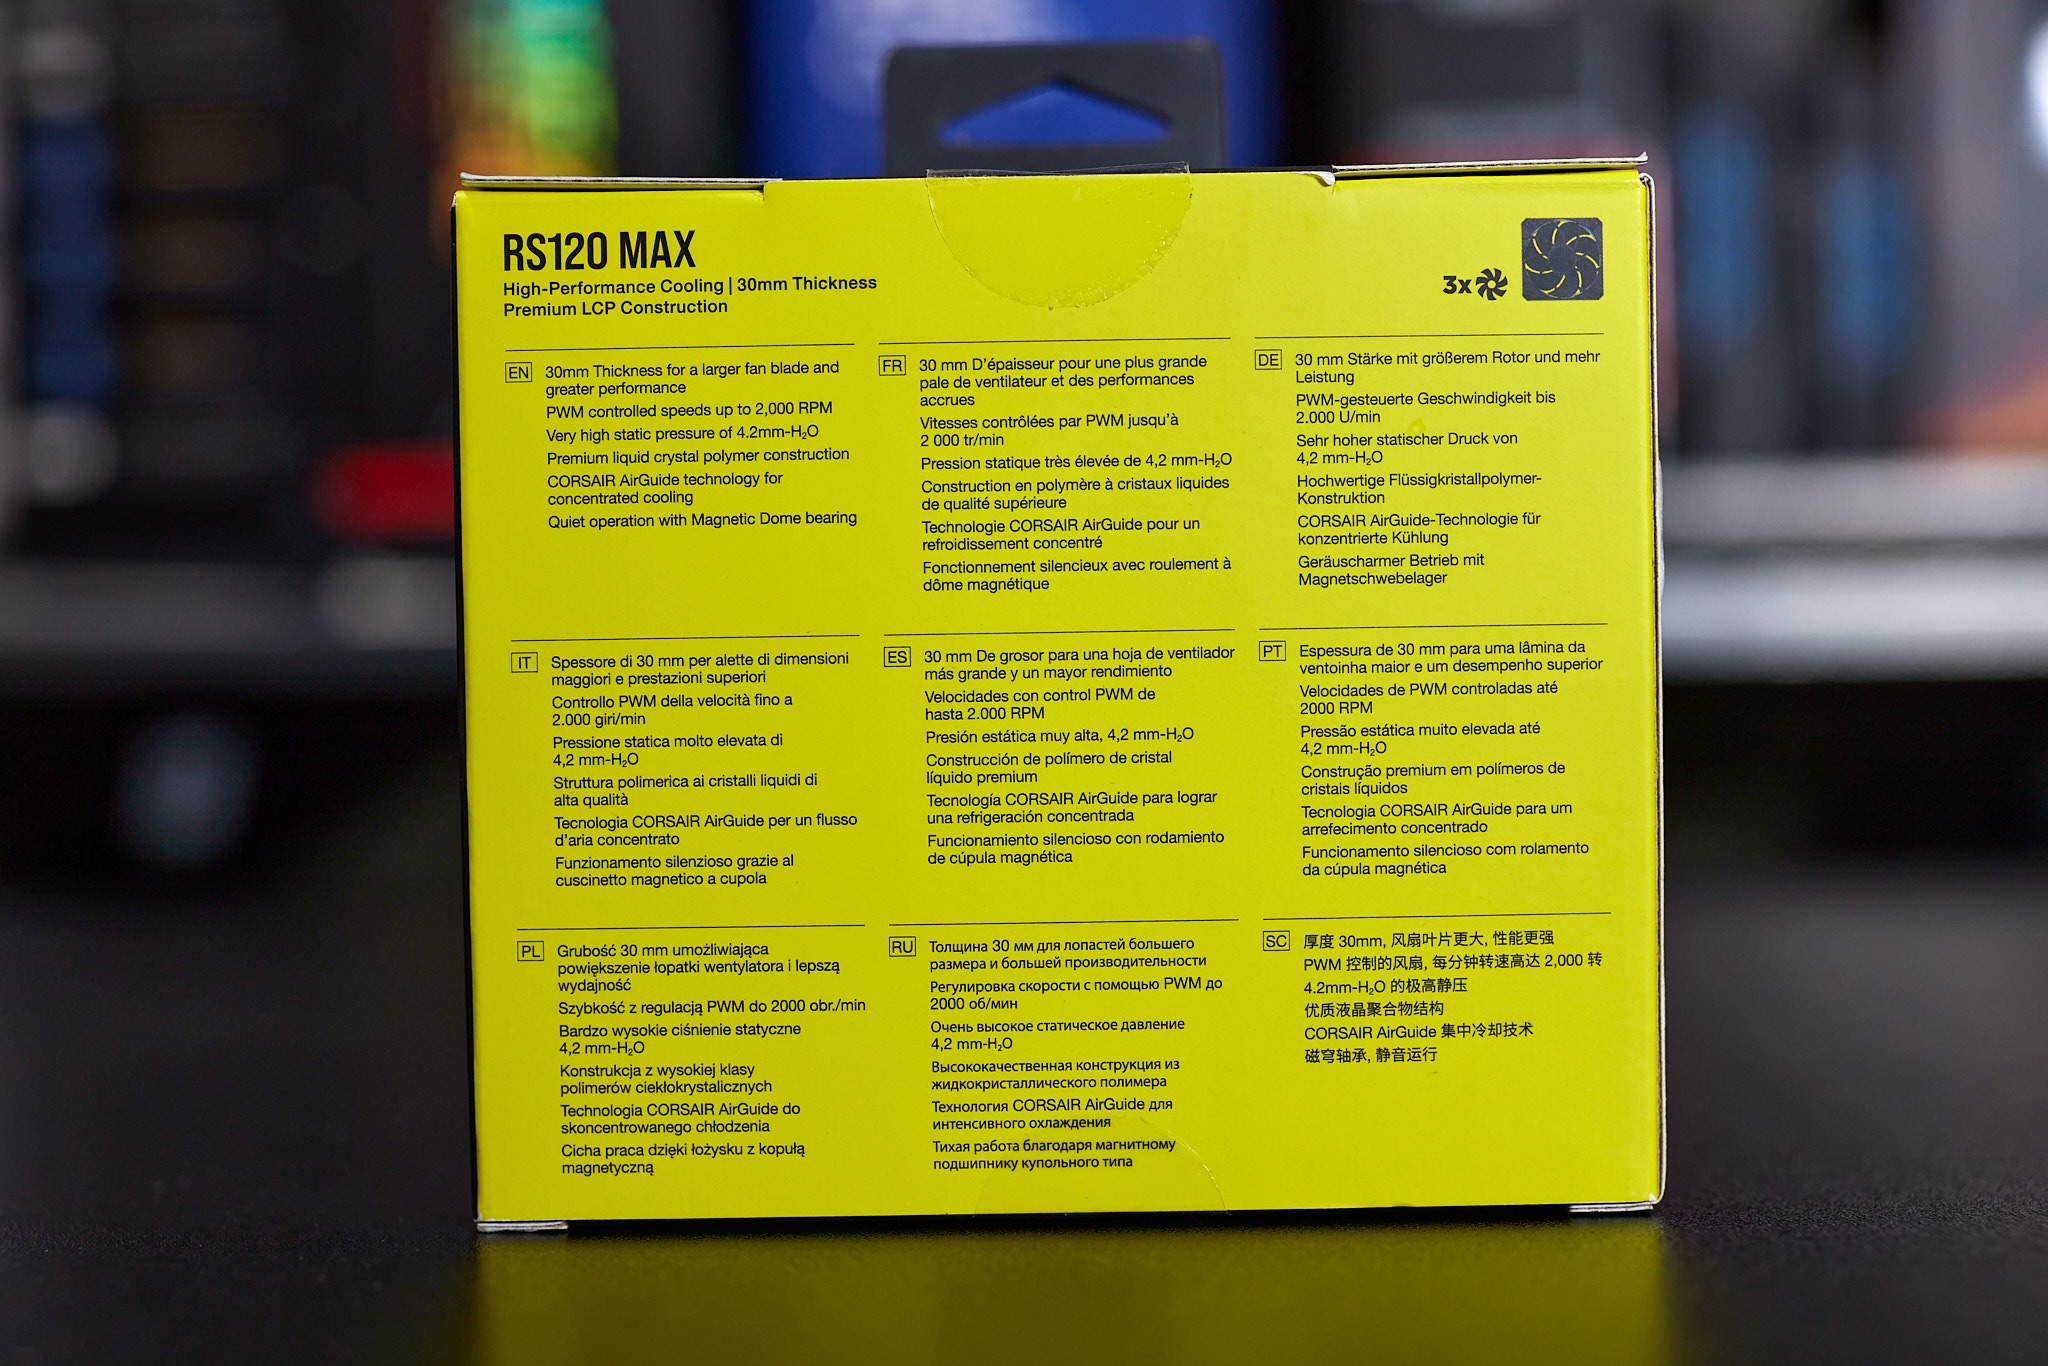 RS120 MAX
High-Performance Cooling | 30mm Thickness
Premium LCP Construction
3x
EN
30mm Thickness for a larger fan blade and
greater performance
PWM controlled speeds up to 2,000 RPM
Very high static pressure of 4.2mm-H₂O
Premium liquid crystal polymer construction
CORSAIR AirGuide technology for
concentrated cooling
Quiet operation with Magnetic Dome bearing
FR
30 mm D'épaisseur pour une plus grande
pale de ventilateur et des performances
accrues
Vitesses contrôlées par PWM jusqu'à
2 000 tr/min
Pression statique très élevée de 4,2 mm-H₂O
Construction en polymère à cristaux liquides
de qualité supérieure
Technologie CORSAIR AirGuide pour un
refroidissement concentré
Fonctionnement silencieux avec roulement à
dôme magnétique
DE
30 mm Stärke mit größerem Rotor und mehr
Leistung
PWM-gesteuerte Geschwindigkeit bis
2.000 U/min
Sehr hoher statischer Druck von
4,2 mm-H₂O
Hochwertige Flüssigkristallpolymer-
Konstruktion
CORSAIR AirGuide-Technologie für
konzentrierte Kühlung
Geräuscharmer Betrieb mit
Magnetschwebelager
IT
Spessore di 30 mm per alette di dimensioni
maggiori e prestazioni superiori
Controllo PWM della velocità fino a
2.000 giri/min
Pressione statica molto elevata di
4,2 mm-H₂O
Struttura polimerica ai cristalli liquidi di
alta qualità
Tecnologia CORSAIR AirGuide per un flusso
d'aria concentrato
Funzionamento silenzioso grazie al
cuscinetto magnetico a cupola
ES
30 mm De grosor para una hoja de ventilador
más grande y un mayor rendimiento
Velocidades con control PWM de
hasta 2.000 RPM
Presión estática muy alta, 4,2 mm-H₂O
Construcción de polímero de cristal
líquido premium
Tecnología CORSAIR AirGuide para lograr
una refrigeración concentrada
Funcionamiento silencioso con rodamiento
de cúpula magnética
PT
Espessura de 30 mm para uma lâmina da
ventoinha maior e um desempenho superior
Velocidades de PWM controladas até
2000 RPM
Pressão estática muito elevada até
4,2 mm-H₂O
Construção premium em polímeros de
cristais líquidos
Tecnologia CORSAIR AirGuide para um
arrefecimento concentrado
Funcionamento silencioso com rolamento
da cúpula magnética
PL
Grubość 30 mm umożliwiająca
powiększenie łopatki wentylatora i lepszą
wydajność
Szybkość z regulacją PWM do 2000 obr./min
Bardzo wysokie ciśnienie statyczne
4,2 mm-H₂O
Konstrukcja z wysokiej klasy
polimerów ciekłokrystalicznych
Technologia CORSAIR AirGuide do
skoncentrowanego chłodzenia
Cicha praca dzięki łożysku z kopułą
magnetyczną
RU
Толщина 30 мм для лопастей большего
размера и большей производительности
Регулировка скорости с помощью PWM до
2000 об/мин
Очень высокое статическое давление
4,2 mm-H₂O
Высококачественная конструкция из
жидкокристаллического полимера
Технология CORSAIR AirGuide для
интенсивного охлаждения
Тихая работа благодаря магнитному
подшипнику купольного типа
SC
厚度 30mm, 风扇叶片更大, 性能更强
PWM 控制的风扇, 每分钟转速高达 2,000 转
4.2mm-H₂O 的极高静压
优质液晶聚合物结构
CORSAIR AirGuide 集中冷却技术
磁穹轴承, 静音运行